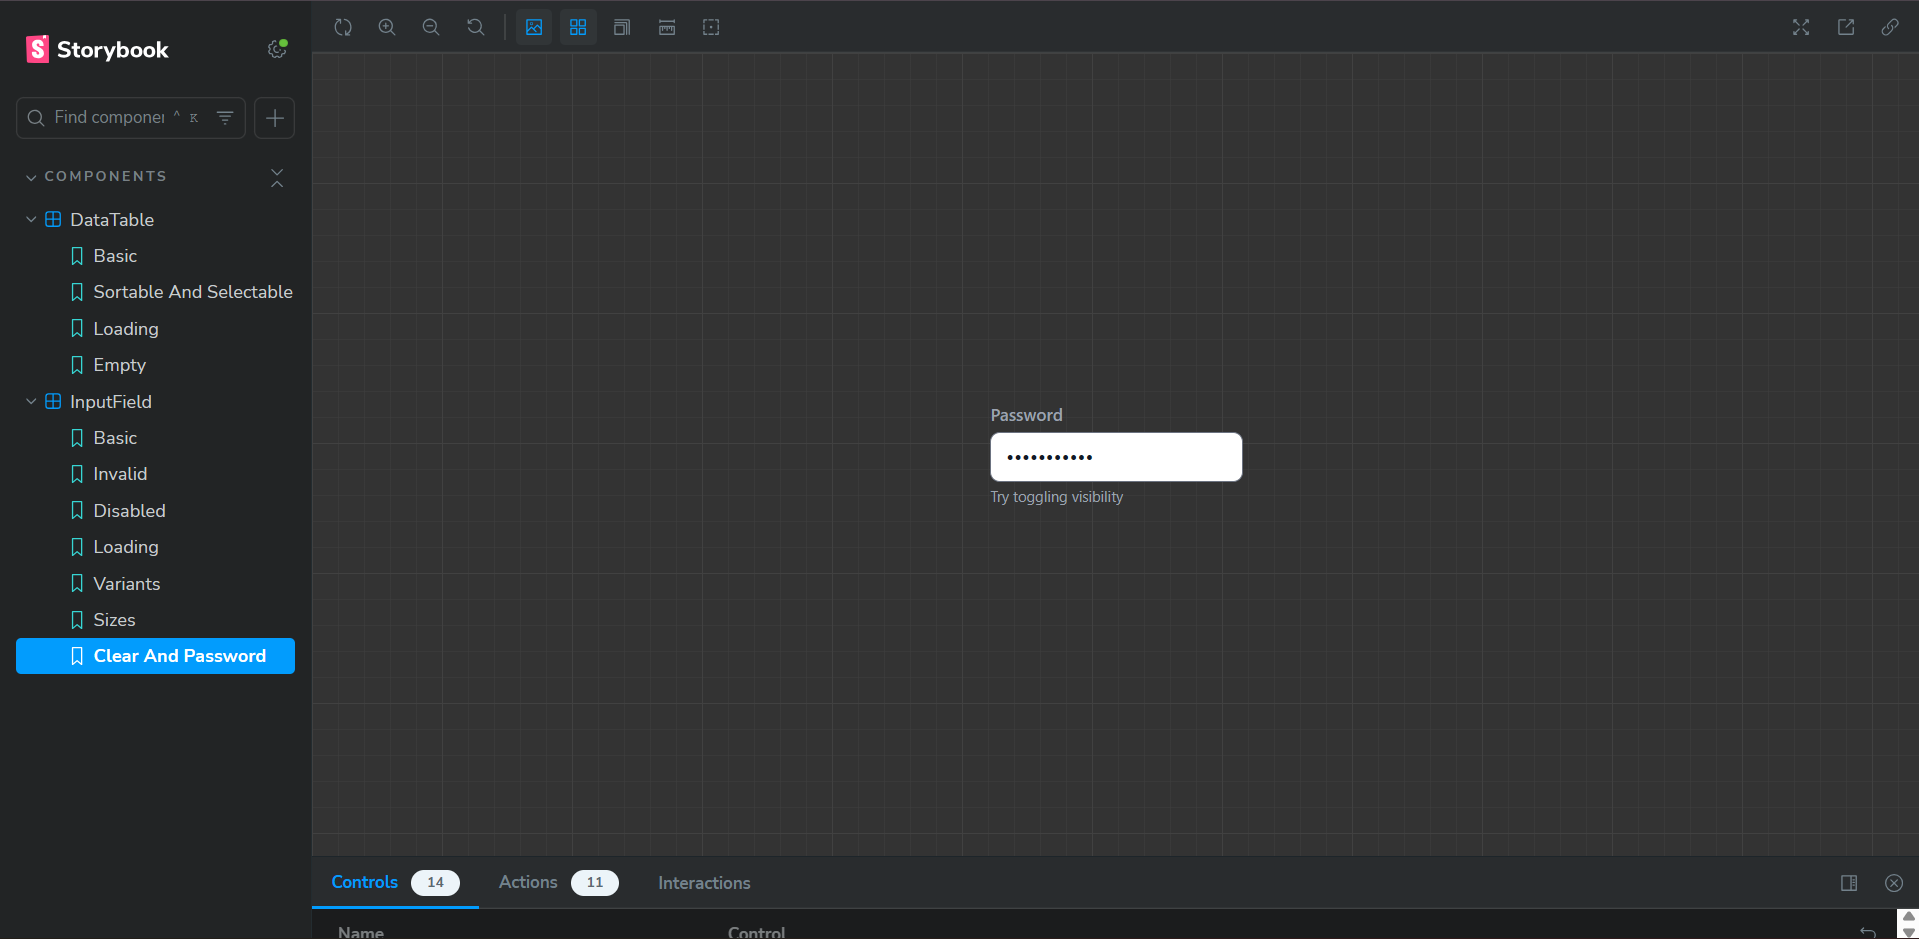 Storybook
Find componer ^ K
COMPONENTS
DataTable
Basic
Sortable And Selectable
Loading
Empty
InputField
Basic
Invalid
Disabled
Loading
Variants
Sizes
Clear And Password
Password
•••••••••••
Try toggling visibility
Controls 14 Actions 11 Interactions
Name Control